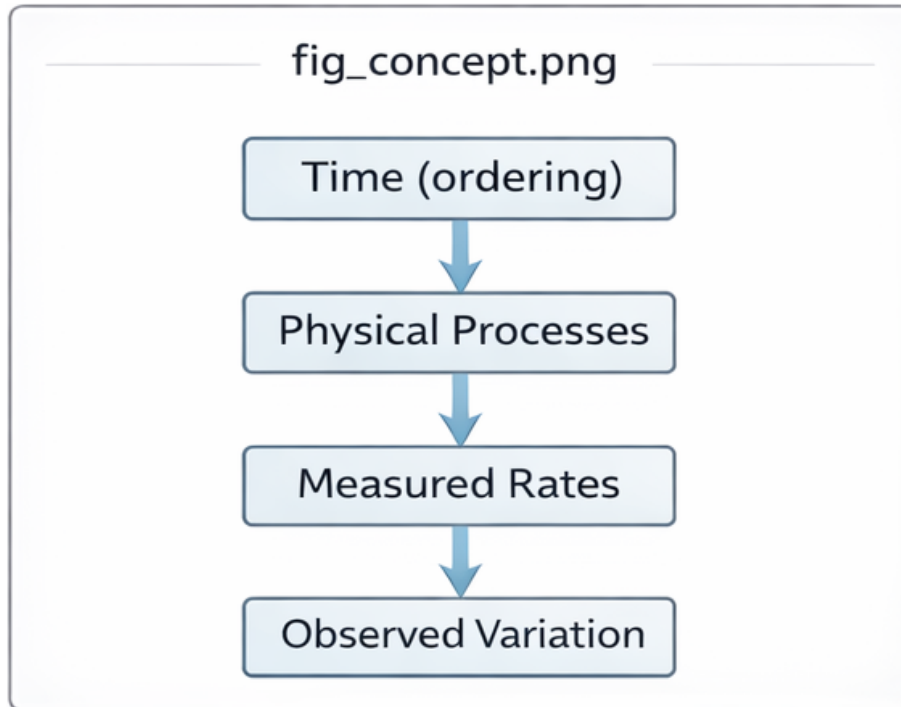 fig_concept.png
Time (ordering)
Physical Processes
Measured Rates
Observed Variation